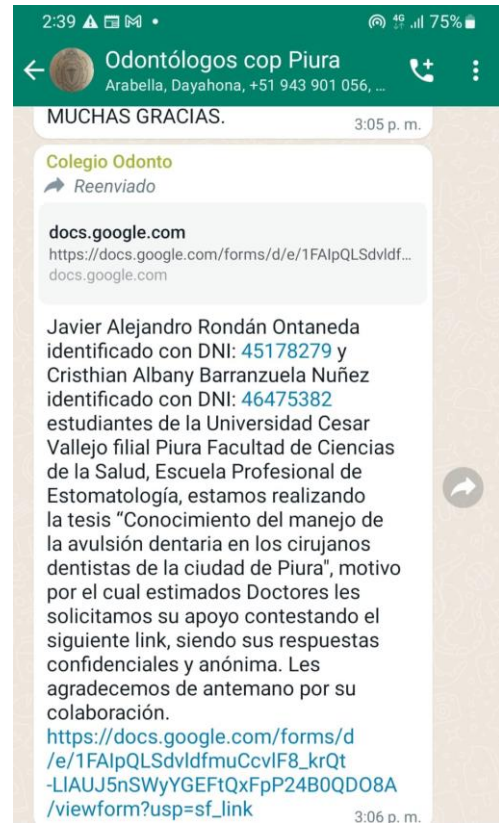 2:39
4G 75%
Odontólogos cop Piura
Arabella, Dayahona, +51 943 901 056, ...
MUCHAS GRACIAS.
3:05 p. m.
Colegio Odonto
Reenviado
docs.google.com
https://docs.google.com/forms/d/e/1FAIpQLSdvldf...
docs.google.com
Javier Alejandro Rondán Ontaneda
identificado con DNI: 45178279 y
Cristhian Albany Barranzuela Nuñez
identificado con DNI: 46475382
estudiantes de la Universidad Cesar
Vallejo filial Piura Facultad de Ciencias
de la Salud, Escuela Profesional de
Estomatología, estamos realizando
la tesis “Conocimiento del manejo de
la avulsión dentaria en los cirujanos
dentistas de la ciudad de Piura", motivo
por el cual estimados Doctores les
solicitamos su apoyo contestando el
siguiente link, siendo sus respuestas
confidenciales y anónima. Les
agradecemos de antemano por su
colaboración.
https://docs.google.com/forms/d
/e/1FAIpQLSdvldfmuCcvlF8_krQt
-LlAUJ5nSWyYGEFtQxFpP24B0QDO8A
/viewform?usp=sf_link
3:06 p. m.